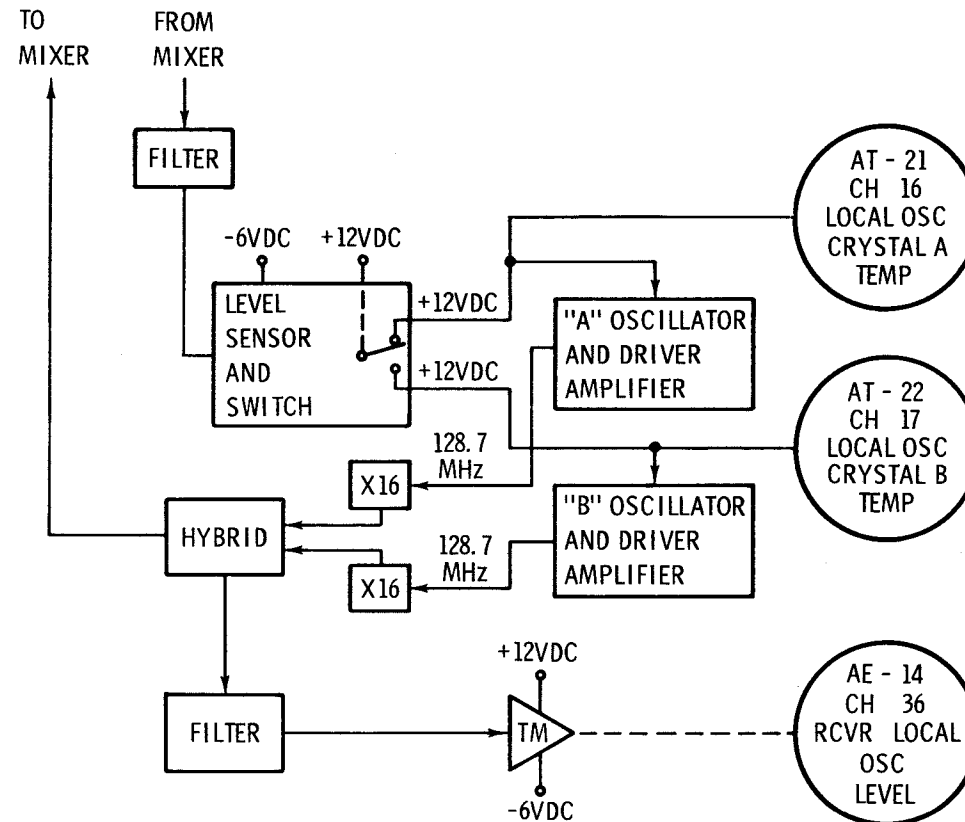 TO
MIXER
FROM
MIXER
FILTER
-6VDC
+12VDC
LEVEL
SENSOR
AND
SWITCH
+12VDC
+12VDC
AT - 21
CH 16
LOCAL OSC
CRYSTAL A
TEMP
"A" OSCILLATOR
AND DRIVER
AMPLIFIER
AT - 22
CH 17
LOCAL OSC
CRYSTAL B
TEMP
128.7
MHz
X16
"B" OSCILLATOR
AND DRIVER
AMPLIFIER
HYBRID
128.7
MHz
X16
+12VDC
FILTER
TM
-6VDC
AE - 14
CH 36
RCVR LOCAL
OSC
LEVEL